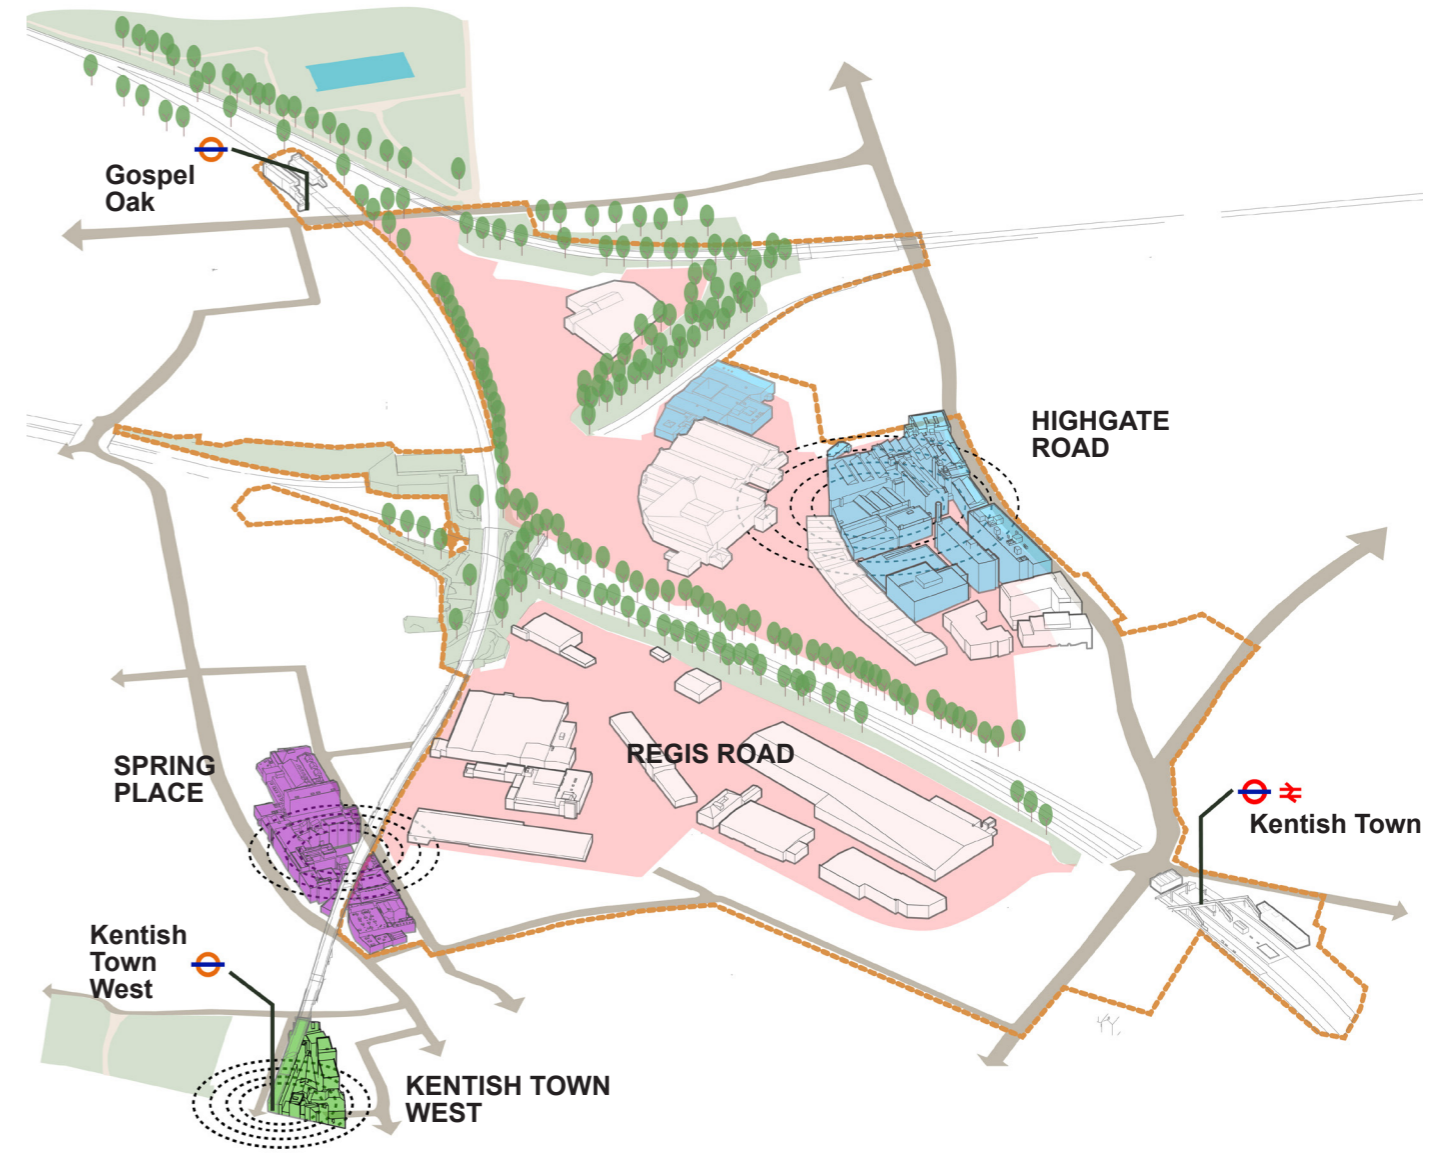 Gospel
Oak
HIGHGATE
ROAD
SPRING
PLACE
REGIS ROAD
Kentish Town
Kentish
Town
West
KENTISH TOWN
WEST